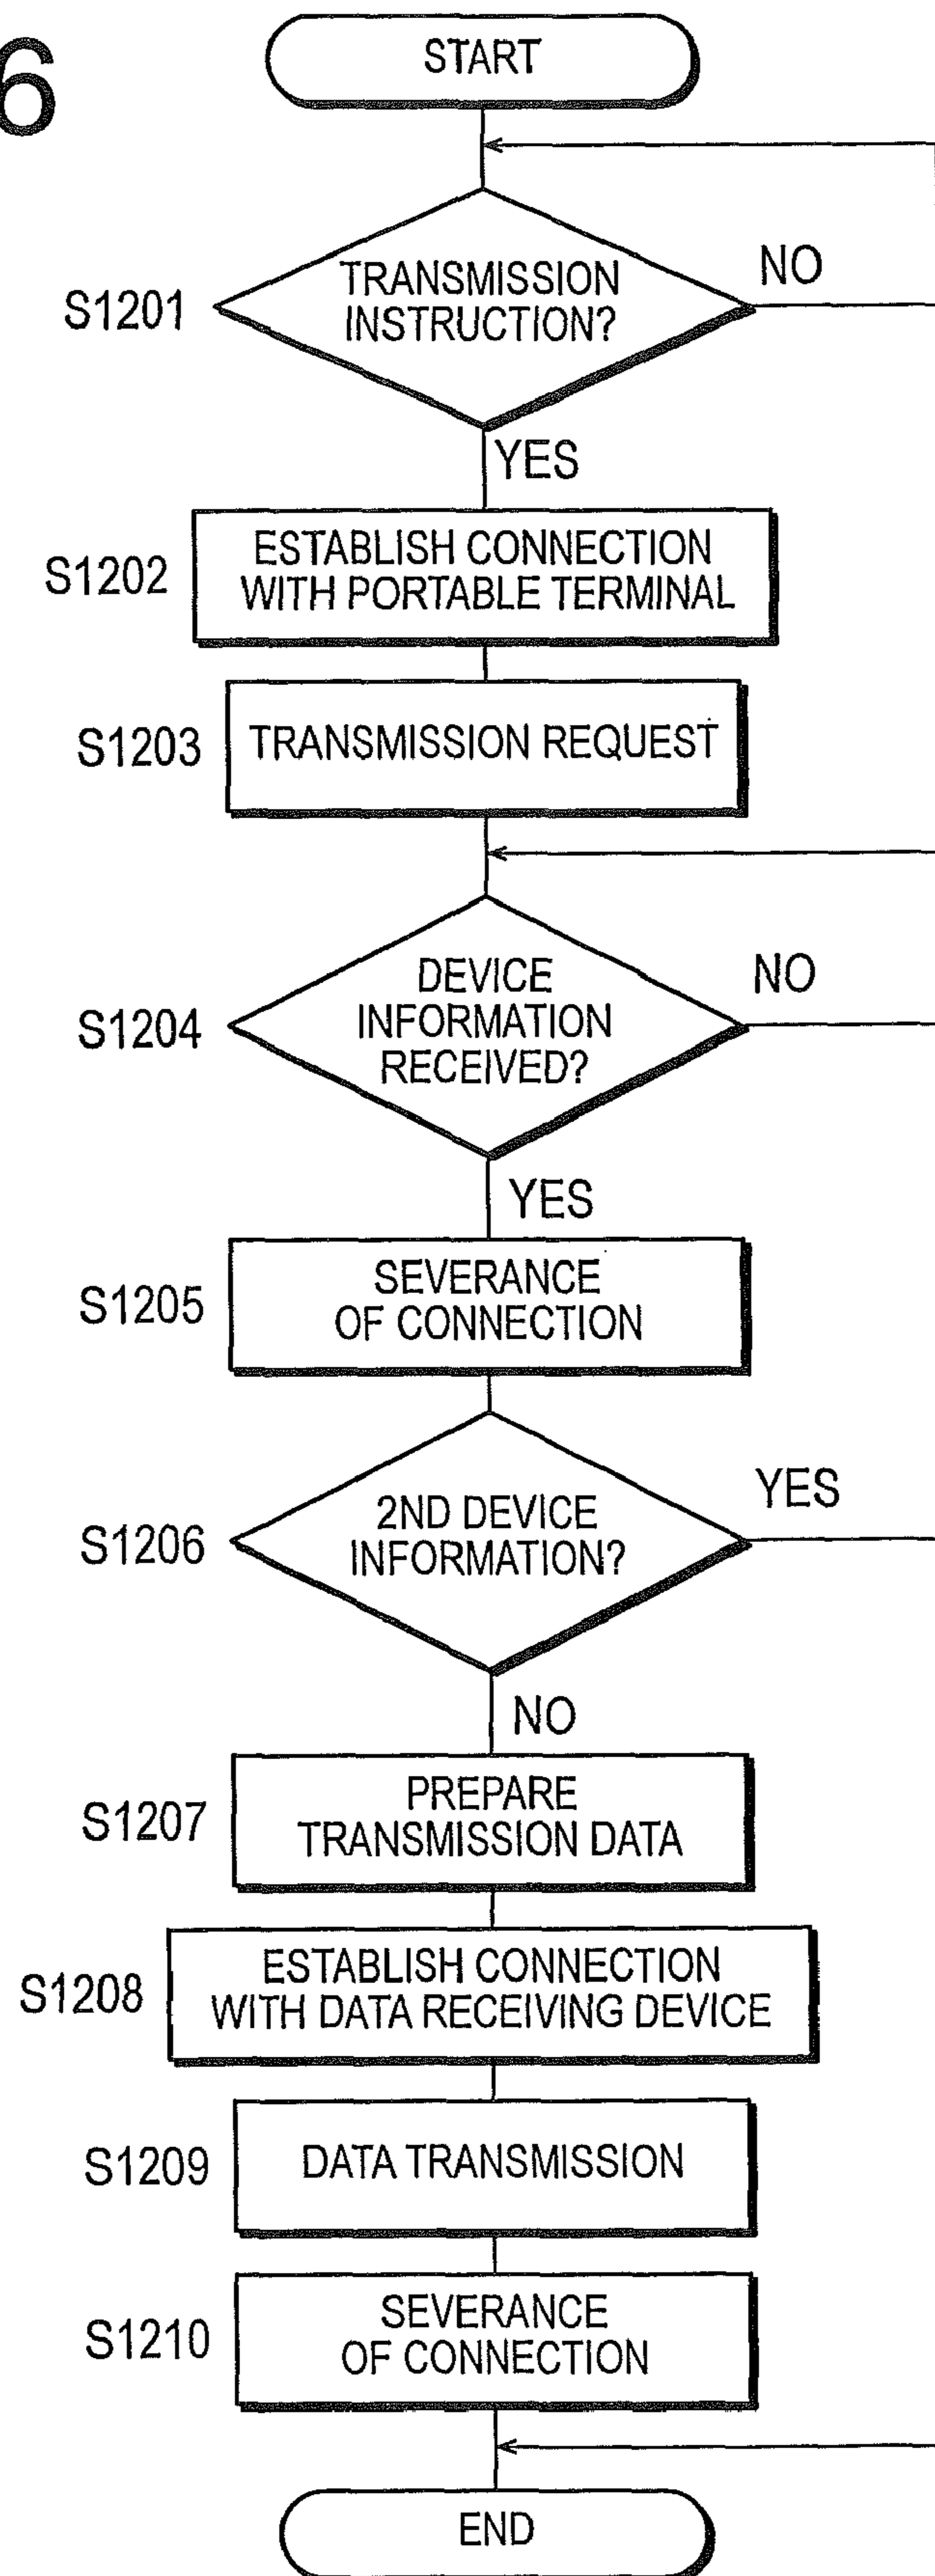 6
START
TRANSMISSION
INSTRUCTION?
NO
S1201
YES
S1202
ESTABLISH CONNECTION
WITH PORTABLE TERMINAL
S1203
TRANSMISSION REQUEST
DEVICE
INFORMATION
RECEIVED?
NO
S1204
YES
S1205
SEVERANCE
OF CONNECTION
2ND DEVICE
INFORMATION?
YES
S1206
NO
S1207
PREPARE
TRANSMISSION DATA
S1208
ESTABLISH CONNECTION
WITH DATA RECEIVING DEVICE
S1209
DATA TRANSMISSION
S1210
SEVERANCE
OF CONNECTION
END